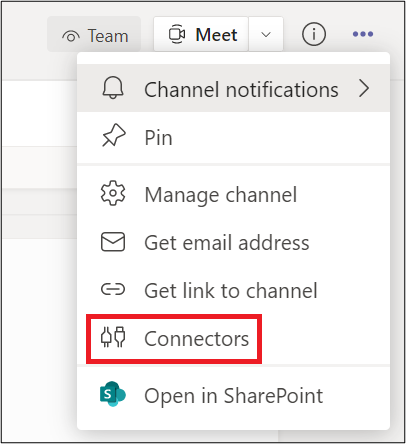 Team Meet
Channel notifications
Pin
Manage channel
Get email address
Get link to channel
Connectors
S Open in SharePoint